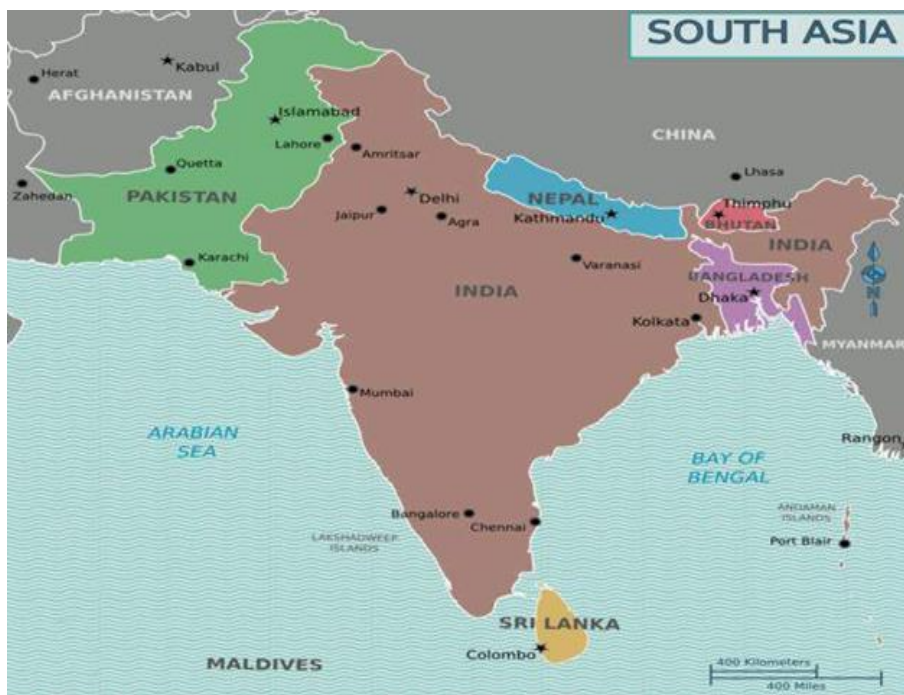 SOUTH ASIA
Herat
Kabul
AFGHANISTAN
Islamabad
CHINA
Lahore
Amritsar
Quetta
Lhasa
Zahedan
PAKISTAN
Delhi
NEPAL
Thimphu
Jaipur
Agra
Kathmandu
BHUTAN
INDIA
Karachi
Varanasi
BANGLADESH
INDIA
Dhaka
N
Kolkata
MYANMAR
Mumbai
ARABIAN
SEA
Rangon
BAY OF
BENGAL
Bangalore
Chennai
ANDAMAN
ISLANDS
LAKSHADWEEP
ISLANDS
Port Blair
SRI LANKA
Colombo
MALDIVES
400 Kilometers
400 Miles